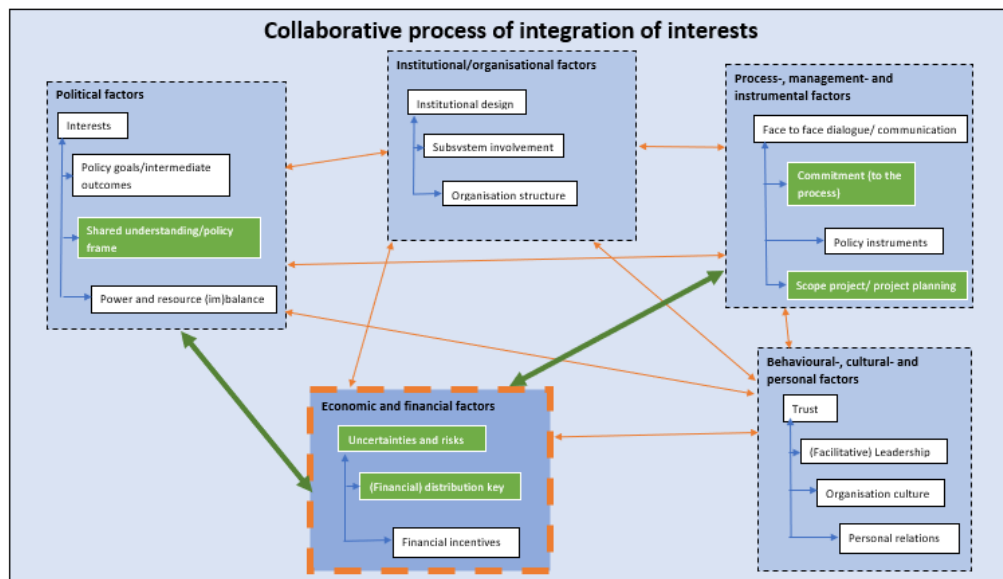 Collaborative process of integration of interests
Political factors
Interests
Policy goals/intermediate
outcomes
Shared understanding/policy
frame
Power and resource (im)balance
Institutional/organisational factors
Institutional design
Subsystem involvement
Organisation structure
Process-, management- and
instrumental factors
Face to face dialogue/ communication
Commitment (to the
process)
Policy instruments
Scope project/ project planning
Economic and financial factors
Uncertainties and risks
(Financial) distribution key
Financial incentives
Behavioural-, cultural- and
personal factors
Trust
(Facilitative) Leadership
Organisation culture
Personal relations